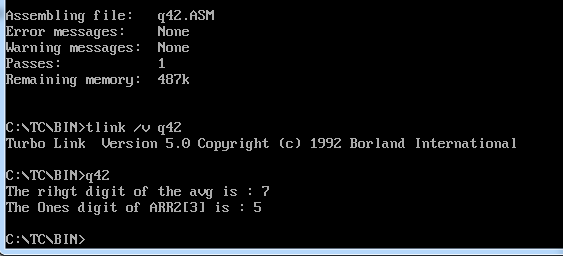 Assembling file:   q42.ASM
Error messages:    None
Warning messages:  None
Passes:            1
Remaining memory:  487k
C:\TC\BIN>tlink /v q42
Turbo Link  Version 5.0 Copyright (c) 1992 Borland International
C:\TC\BIN>q42
The rihgt digit of the avg is : 7
The Ones digit of ARR2[3] is : 5
C:\TC\BIN>